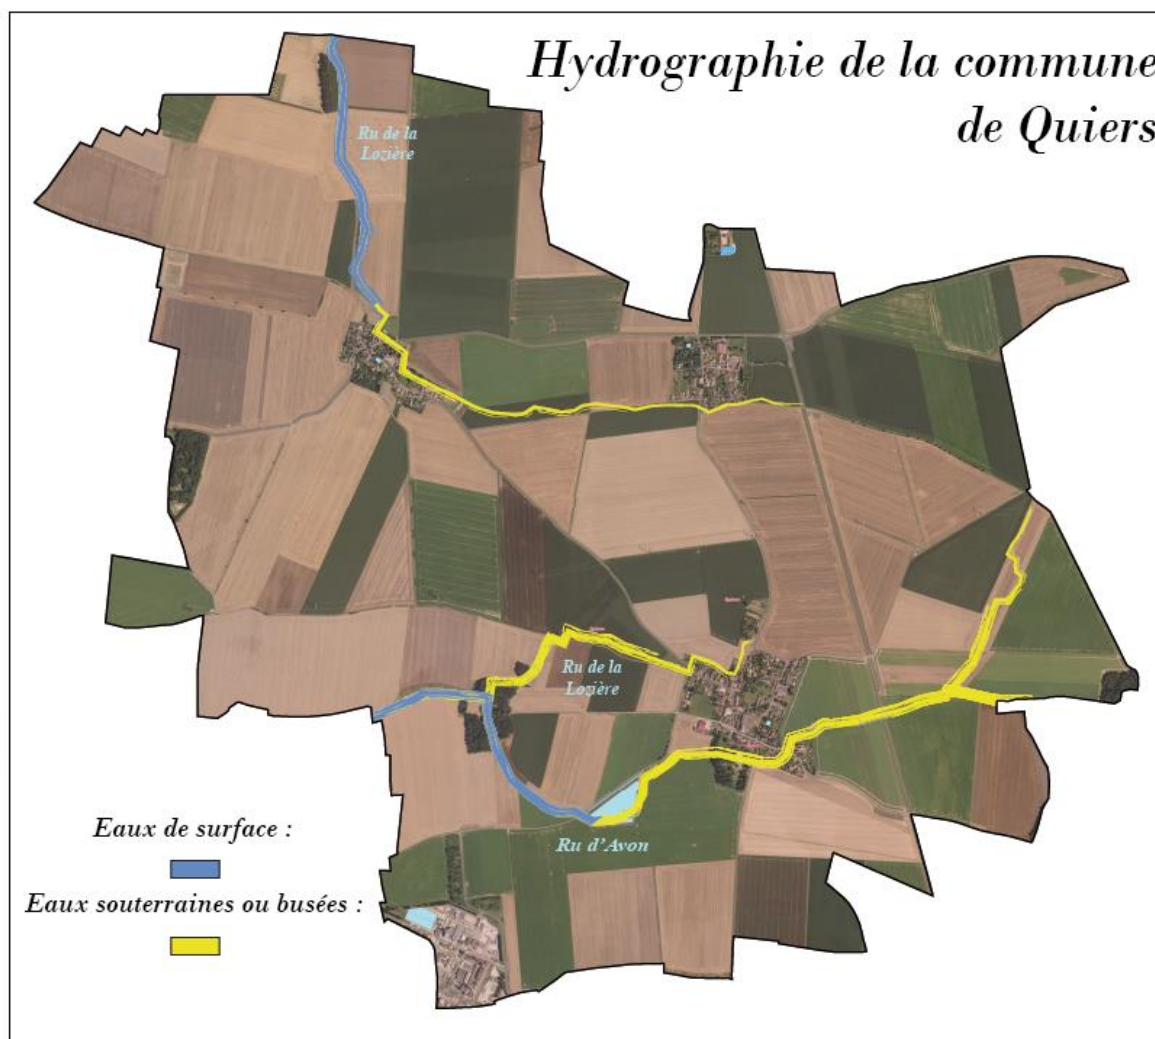 Hydrographie de la commune
de Quiers
Ru de la
Lozière
Ru de la
Lozière
Ru d'Avon
Eaux de surface :
Eaux souterraines ou busées :